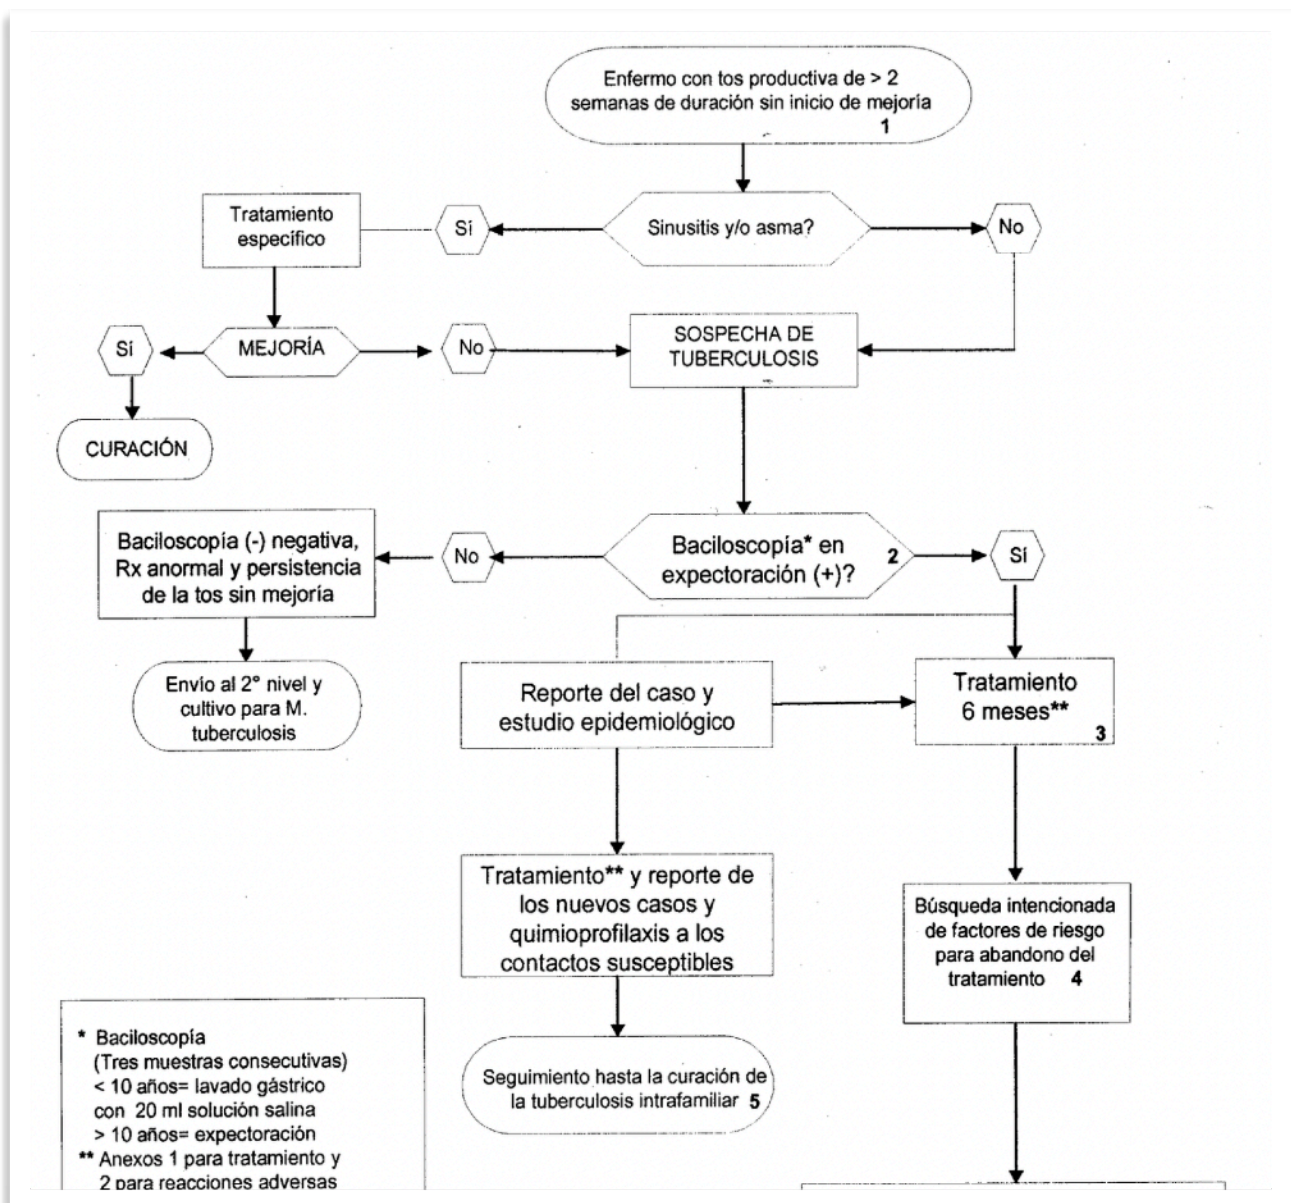 Enfermo con tos productiva de > 2
semanas de duración sin inicio de mejoría
1
Tratamiento
específico
Sí
Sinusitis y/o asma?
No
Sí
MEJORÍA
No
SOSPECHA DE
TUBERCULOSIS
CURACIÓN
Baciloscopía (-) negativa,
Rx anormal y persistencia
de la tos sin mejoría
No
Baciloscopía* en
expectoración (+)?
2
Sí
Envío al 2° nivel y
cultivo para M.
tuberculosis
Reporte del caso y
estudio epidemiológico
Tratamiento
6 meses**
3
Tratamiento** y reporte de
los nuevos casos y
quimioprofilaxis a los
contactos susceptibles
Búsqueda intencionada
de factores de riesgo
para abandono del
tratamiento 4
Seguimiento hasta la curación de
la tuberculosis intrafamiliar 5
* Baciloscopía
(Tres muestras consecutivas)
< 10 años= lavado gástrico
con 20 ml solución salina
> 10 años= expectoración
** Anexos 1 para tratamiento y
2 para reacciones adversas